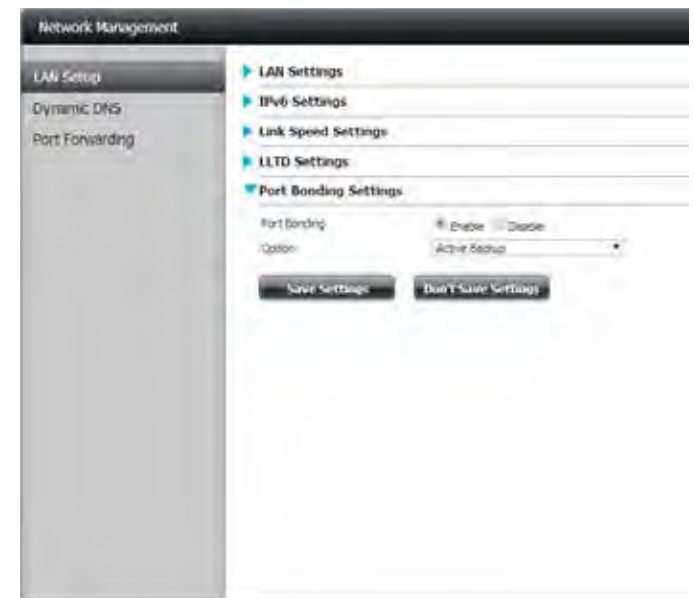 Network Management
LAN Setup
Dynamic DNS
Port Forwarding
LAN Settings
IPv6 Settings
Link Speed Settings
LLTD Settings
Port Bonding Settings
Port Bonding Enable Disable
Option Active Backup
Save Settings Don't Save Settings